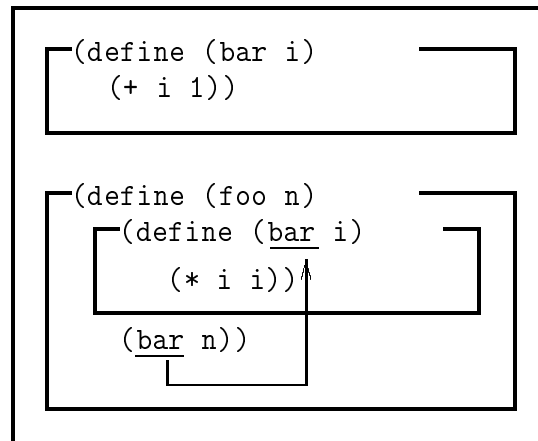 (define (bar i)
(+ i 1))
(define (foo n)
(define (bar i)
(* i i))
(bar n))